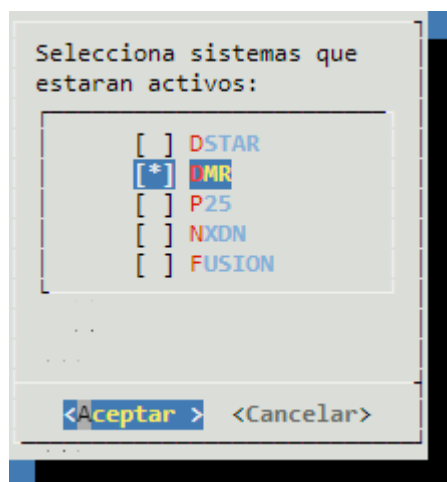 Selecciona sistemas que
estaran activos:
[ ] DSTAR
[*] DMR
[ ] P25
[ ] NXDN
[ ] FUSION
<Aceptar > <Cancelar>